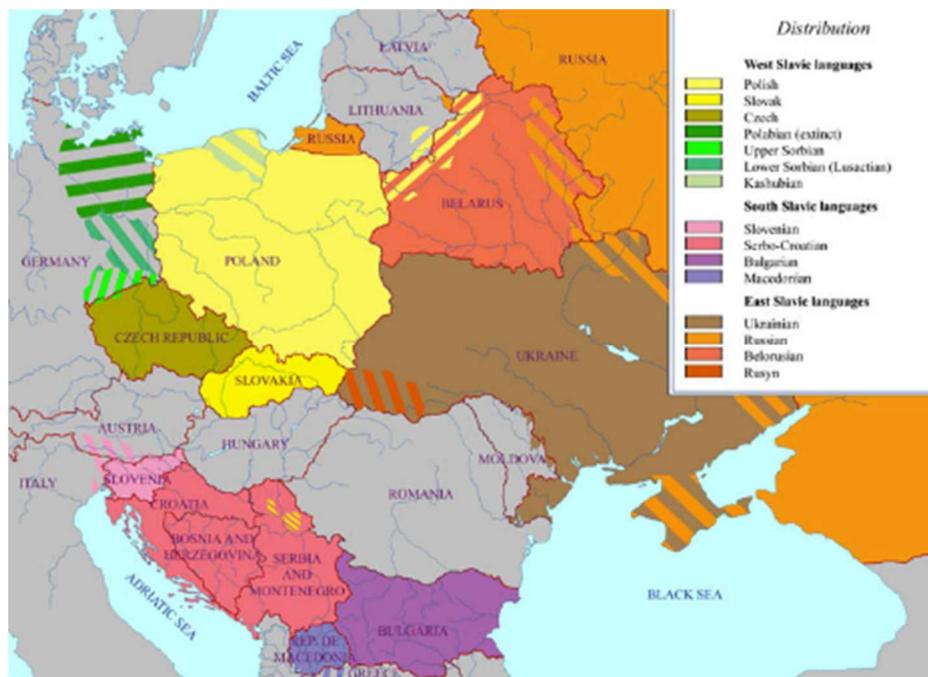 Distribution
West Slavic languages
Polish
Slovak
Czech
Polabian (extinct)
Upper Sorbian
Lower Sorbian (Lusactian)
Kashubian
South Slavic languages
Slovenian
Serbo-Croatian
Bulgarian
Macedonian
East Slavic languages
Ukrainian
Russian
Belorusian
Rusyn
LATVIA
RUSSIA
BALTIC SEA
LITHUANIA
RUSSIA
BELARUS
GERMANY
POLAND
CZECH REPUBLIC
UKRAINE
SLOVAKIA
AUSTRIA
HUNGARY
MOLDOVA
ITALY
SLOVENIA
ROMANIA
CROATIA
BOSNIA AND
HERZEGOVINA
SERBIA
AND
MONTENEGRO
ADRIATIC SEA
BLACK SEA
BULGARIA
REP. DE
MACEDONIA
GREECE